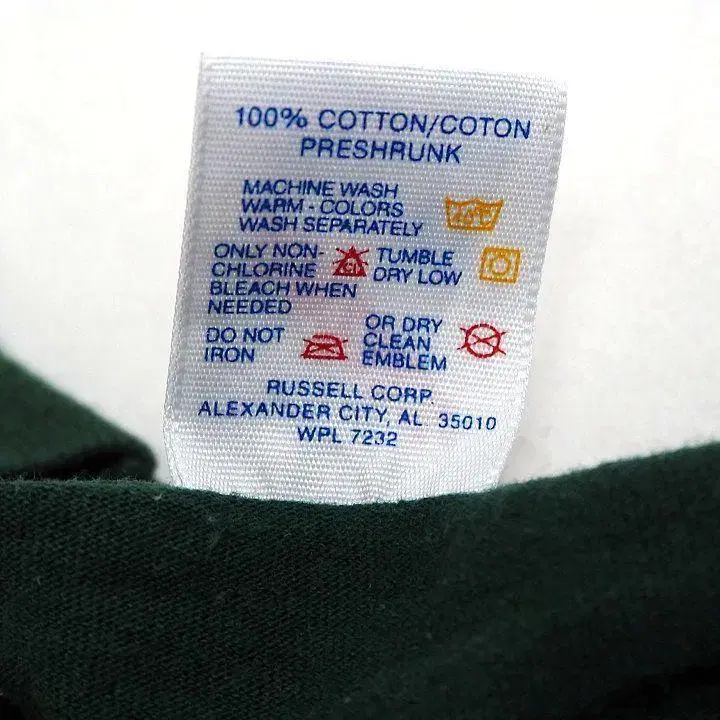 100% COTTON/COTON
PRESHRUNK
MACHINE WASH
WARM - COLORS
WASH SEPARATELY
ONLY NON-
CHLORINE
BLEACH WHEN
NEEDED
TUMBLE
DRY LOW
DO NOT
IRON
OR DRY
CLEAN
EMBLEM
RUSSELL CORP.
ALEXANDER CITY, AL 35010
WPL 7232